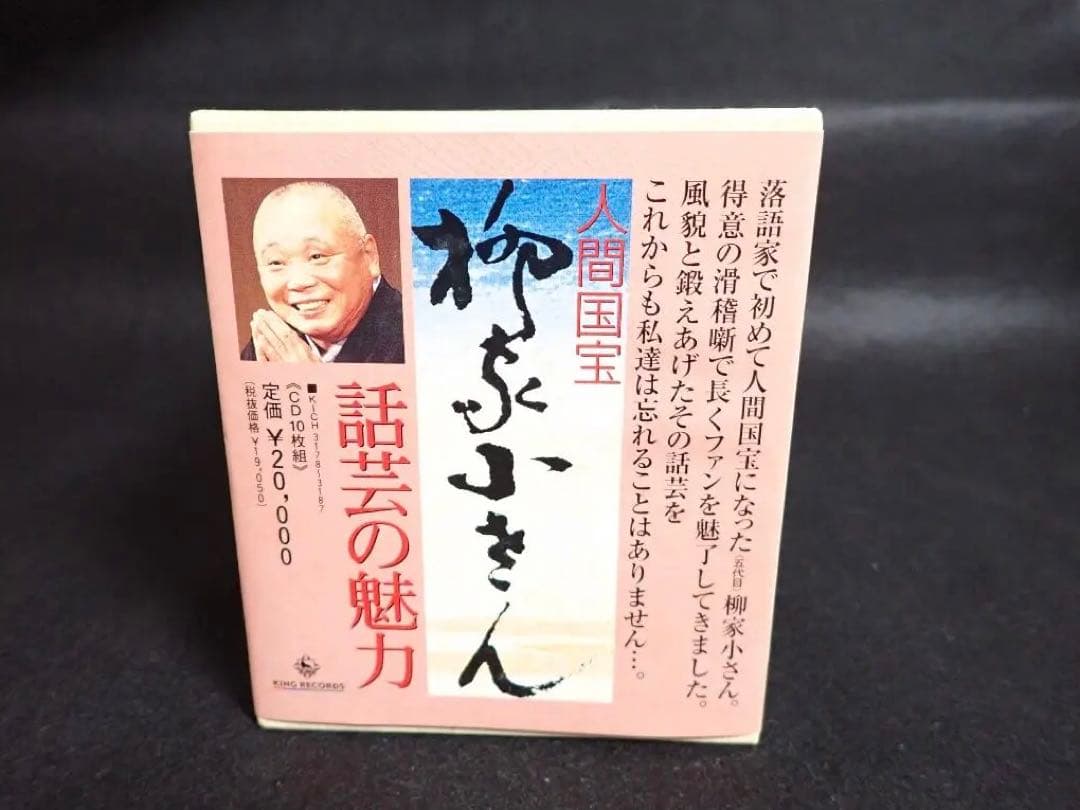 落語家で初めて人間国宝になった(五代目)柳家小さん。
得意の滑稽噺で長くファンを魅了してきました。
風貌と鍛えあげたその話芸を
これからも私達は忘れることはありません…。
人間国宝
柳家小さん
話芸の魅力
■KICH 3178~3187
《CD10枚組》
定価 ¥20,000
(税抜価格 ¥19,050)
KING RECORDS